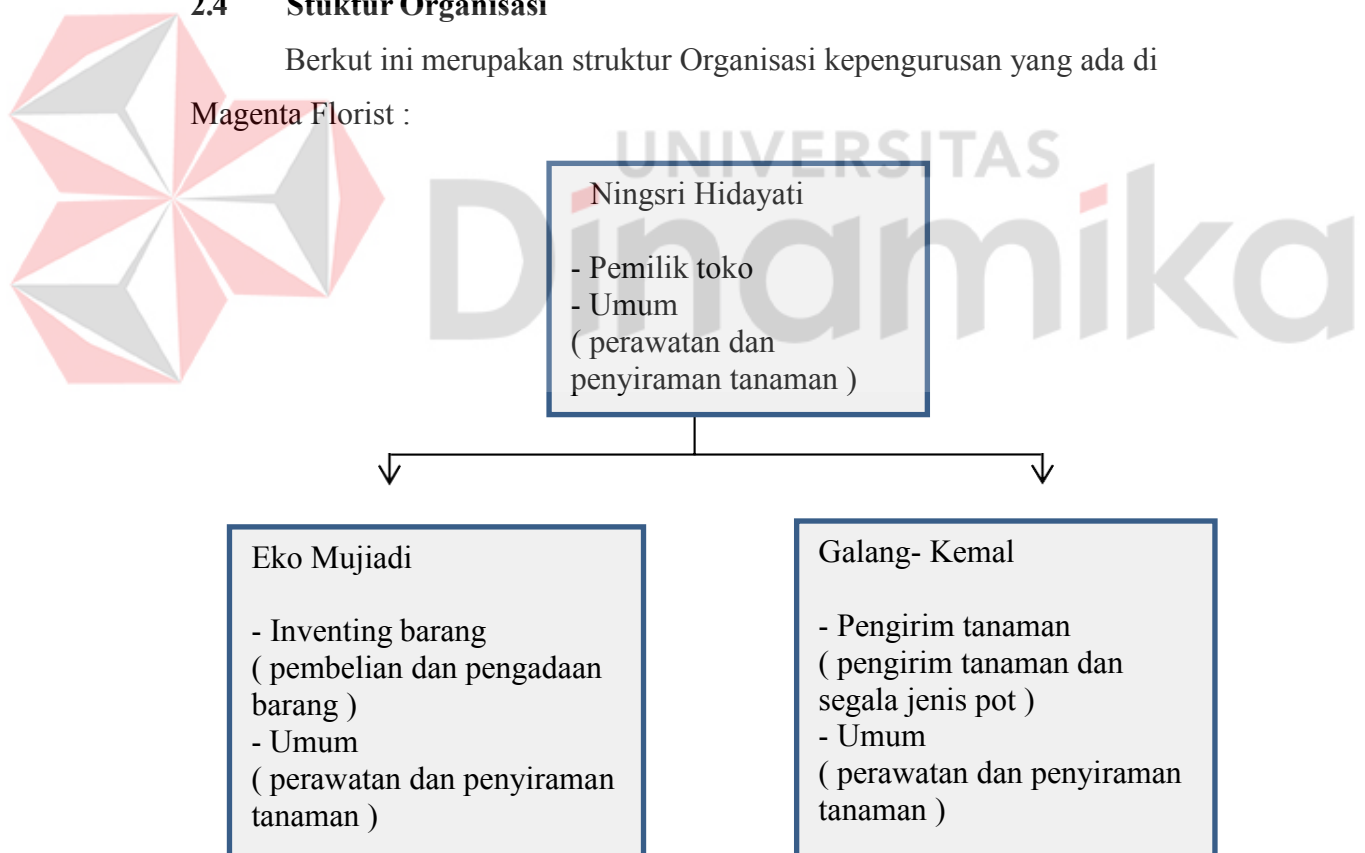 2.4 Stuktur Organisasi
Berkut ini merupakan struktur Organisasi kepengurusan yang ada di
Magenta Florist :
UNIVERSITAS
Dinamika
Ningsri Hidayati
- Pemilik toko
- Umum
( perawatan dan
penyiraman tanaman )
Eko Mujiadi
- Inventing barang
( pembelian dan pengadaan
barang )
- Umum
( perawatan dan penyiraman
tanaman )
Galang- Kemal
- Pengirim tanaman
( pengirim tanaman dan
segala jenis pot )
- Umum
( perawatan dan penyiraman
tanaman )